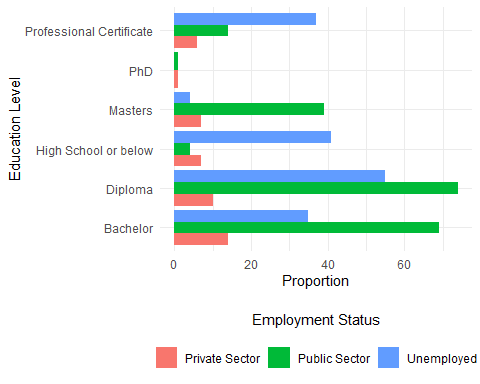 Education Level
Professional Certificate
PhD
Masters
High School or below
Diploma
Bachelor
0 20 40 60
Proportion
Employment Status
Private Sector Public Sector Unemployed